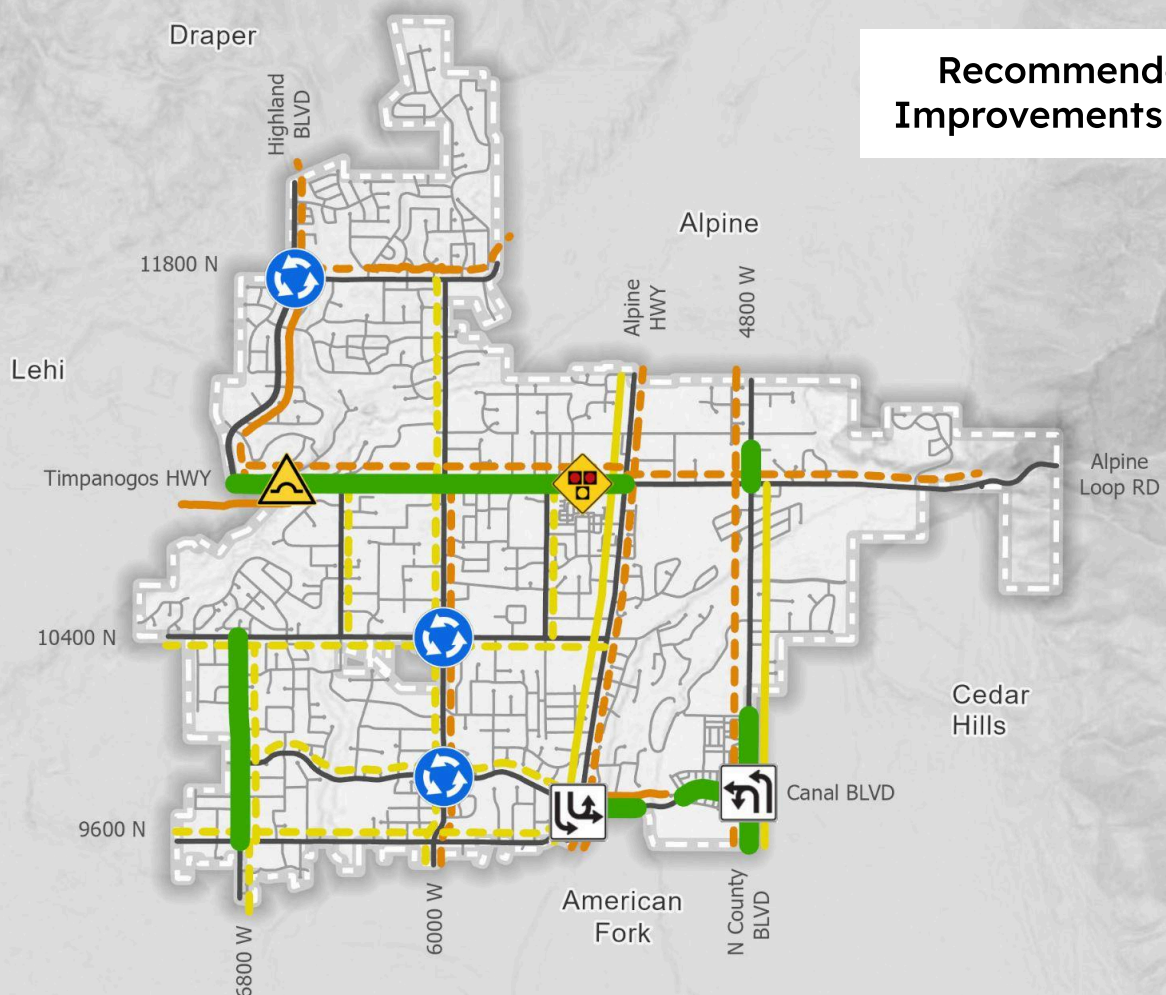 Draper
Recommend
Improvements
Highland
BLVD
Alpine
11800 N
Alpine
HWY
4800 W
Lehi
Timpanogos HWY
Alpine
Loop RD
10400 N
Cedar
Hills
Canal BLVD
9600 N
American
Fork
6000 W
N County
BLVD
6800 W